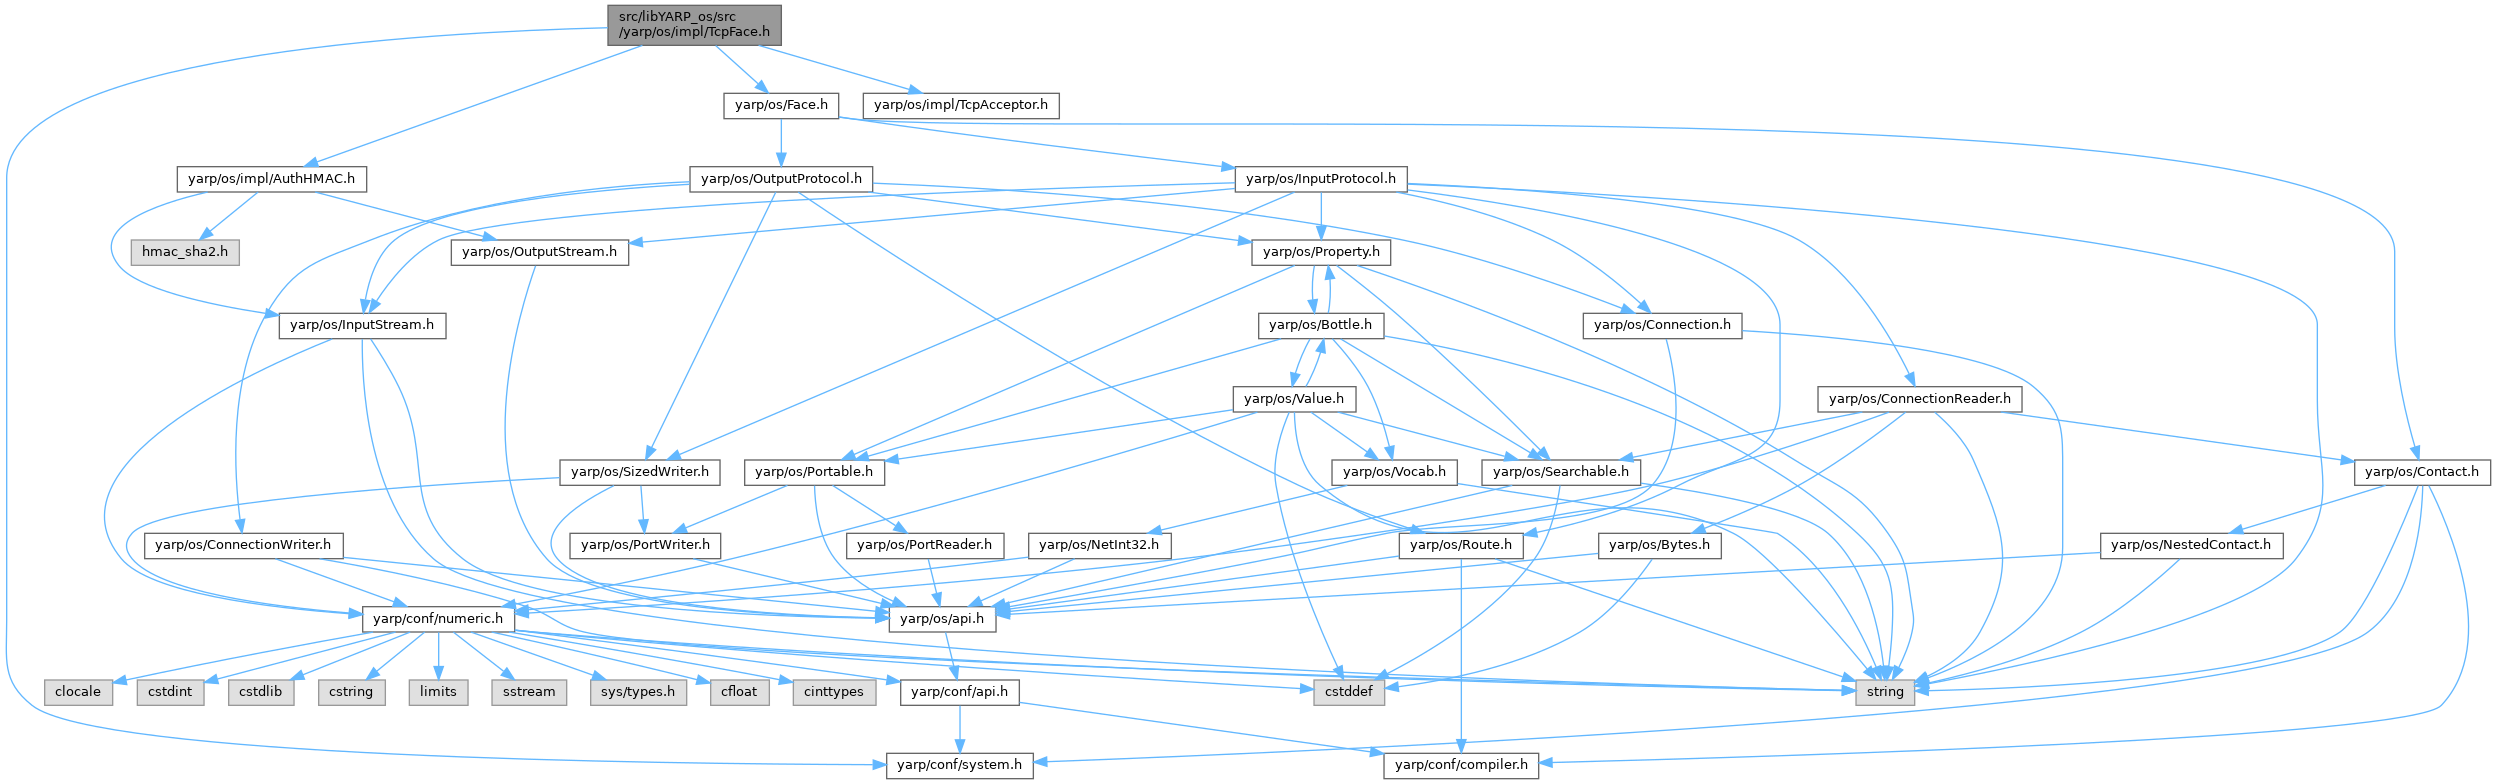 src/libYARP_os/src
/yarp/os/impl/TcpFace.h
yarp/os/Face.h
yarp/os/impl/TcpAcceptor.h
yarp/os/impl/AuthHMAC.h
yarp/os/OutputProtocol.h
yarp/os/InputProtocol.h
hmac_sha2.h
yarp/os/OutputStream.h
yarp/os/Property.h
yarp/os/InputStream.h
yarp/os/Bottle.h
yarp/os/Connection.h
yarp/os/Value.h
yarp/os/ConnectionReader.h
yarp/os/SizedWriter.h
yarp/os/Portable.h
yarp/os/Vocab.h
yarp/os/Searchable.h
yarp/os/Contact.h
yarp/os/ConnectionWriter.h
yarp/os/PortWriter.h
yarp/os/PortReader.h
yarp/os/NetInt32.h
yarp/os/Route.h
yarp/os/Bytes.h
yarp/os/NestedContact.h
yarp/conf/numeric.h
yarp/os/api.h
clocale
cstdint
cstdlib
cstring
limits
sstream
sys/types.h
cfloat
cinttypes
yarp/conf/api.h
cstddef
string
yarp/conf/system.h
yarp/conf/compiler.h